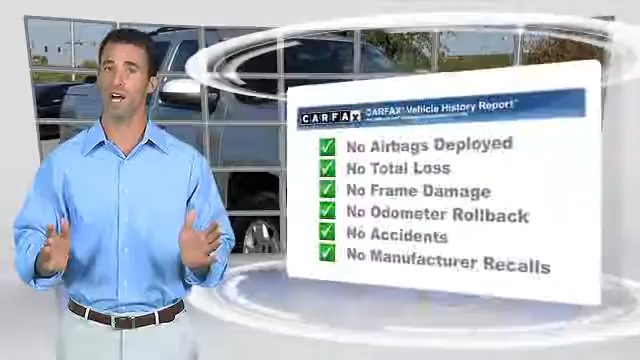 CARFAX CARFAX Vehicle History Report™
No Airbags Deployed
No Total Loss
No Frame Damage
No Odometer Rollback
No Accidents
No Manufacturer Recalls